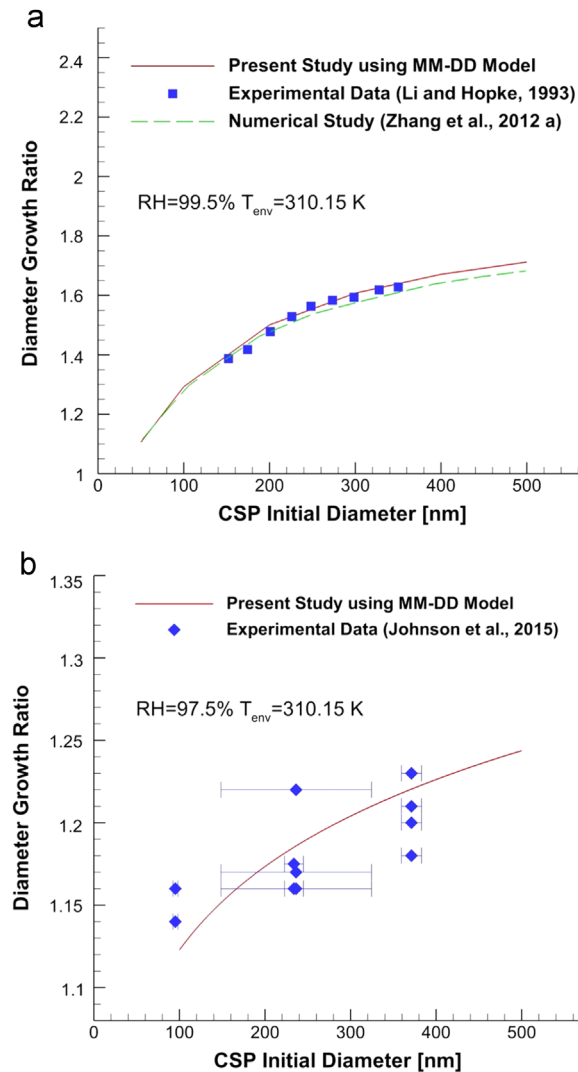 a
2.4
2.2
2
1.8
1.6
1.4
1.2
1
Diameter Growth Ratio
Present Study using MM-DD Model
Experimental Data (Li and Hopke, 1993)
Numerical Study (Zhang et al., 2012 a)
RH=99.5% Tenv=310.15 K
0 100 200 300 400 500
CSP Initial Diameter [nm]
b
1.35
1.3
1.25
1.2
1.15
1.1
Diameter Growth Ratio
Present Study using MM-DD Model
Experimental Data (Johnson et al., 2015)
RH=97.5% Tenv=310.15 K
0 100 200 300 400 500
CSP Initial Diameter [nm]